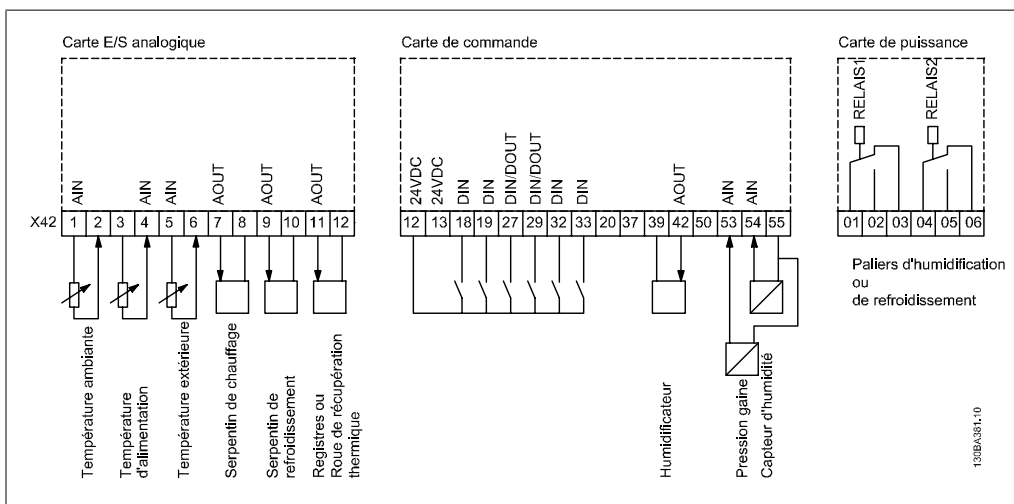 Carte E/S analogique
AIN
AIN
AIN
AOUT
AOUT
AOUT
X42 1 2 3 4 5 6 7 8 9 10 11 12
Température ambiante
Température
d'alimentation
Température extérieure
Serpentin de chauffage
Serpentin de
refroidissement
Registres ou
Roue de récupération
thermique
Carte de commande
24VDC
24VDC
DIN
DIN
DIN/DOUT
DIN/DOUT
DIN
DIN
AOUT
AIN
AIN
12 13 18 19 27 29 32 33 20 37 39 42 50 53 54 55
Humidificateur
Pression gaine
Capteur d'humidité
Carte de puissance
RELAIS1
RELAIS2
01 02 03 04 05 06
Paliers d'humidification
ou
de refroidissement
130BA381.10